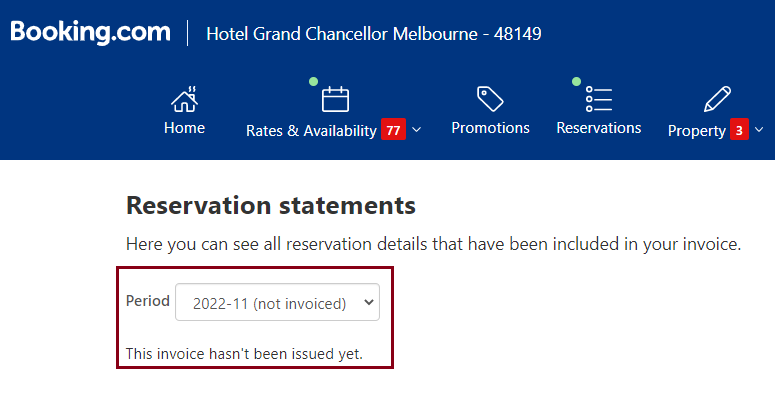 Booking.com
Hotel Grand Chancellor Melbourne - 48149
Home
Rates & Availability 77
Promotions
Reservations
Property 3
Reservation statements
Here you can see all reservation details that have been included in your invoice.
Period 2022-11 (not invoiced)
This invoice hasn't been issued yet.